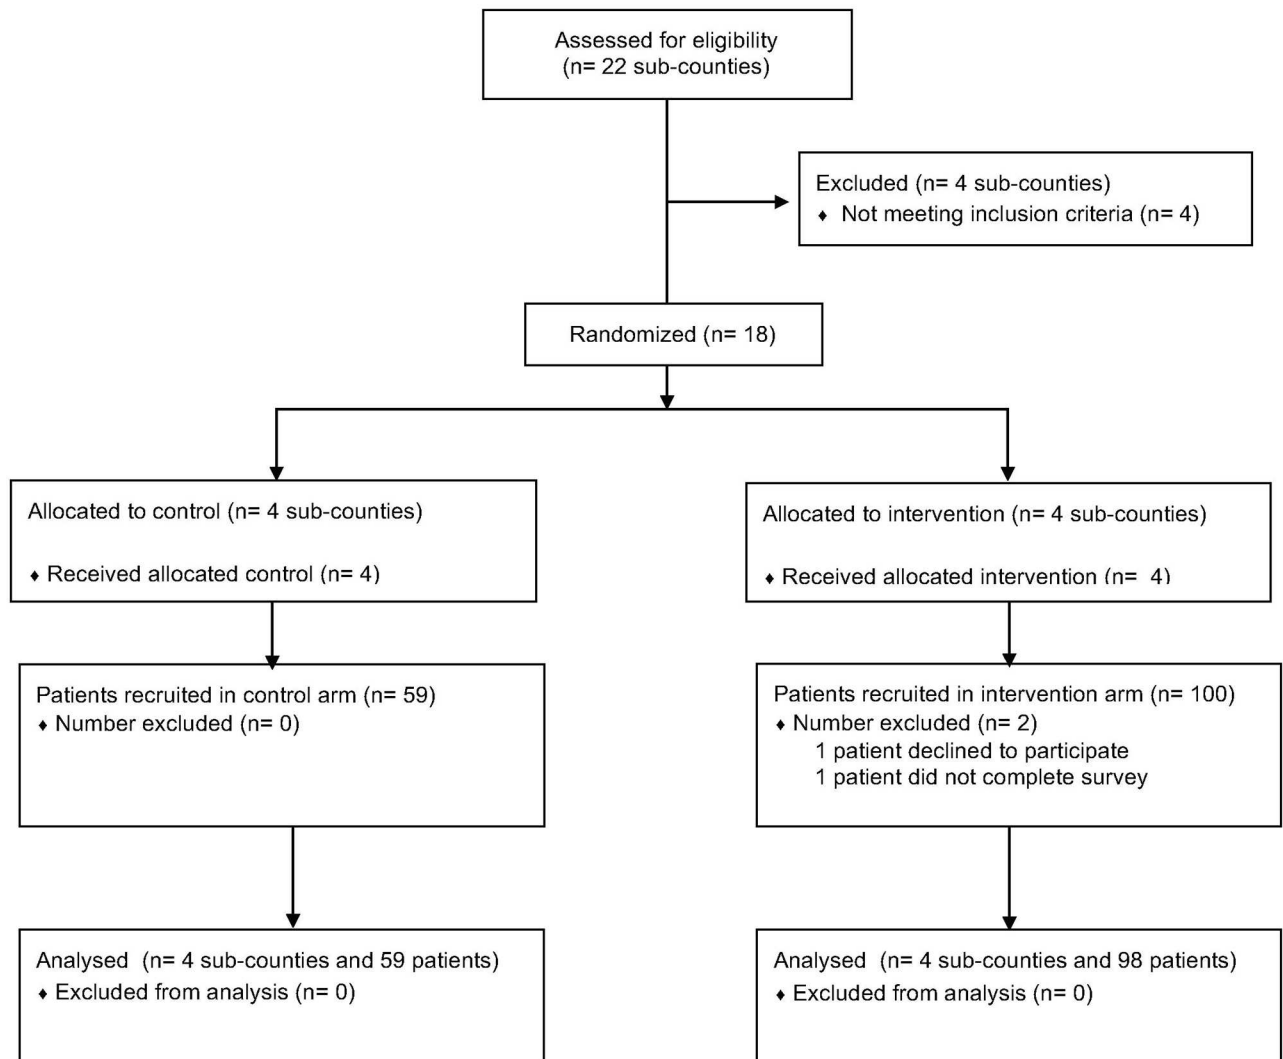 Assessed for eligibility
(n= 22 sub-counties)
Excluded (n= 4 sub-counties)
♦ Not meeting inclusion criteria (n= 4)
Randomized (n= 18)
Allocated to control (n= 4 sub-counties)
♦ Received allocated control (n= 4)
Allocated to intervention (n= 4 sub-counties)
♦ Received allocated intervention (n= 4)
Patients recruited in control arm (n= 59)
♦ Number excluded (n= 0)
Patients recruited in intervention arm (n= 100)
♦ Number excluded (n= 2)
1 patient declined to participate
1 patient did not complete survey
Analysed (n= 4 sub-counties and 59 patients)
♦ Excluded from analysis (n= 0)
Analysed (n= 4 sub-counties and 98 patients)
♦ Excluded from analysis (n= 0)